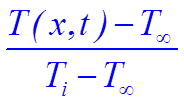 T(x,t) – T∞
Ti – T∞